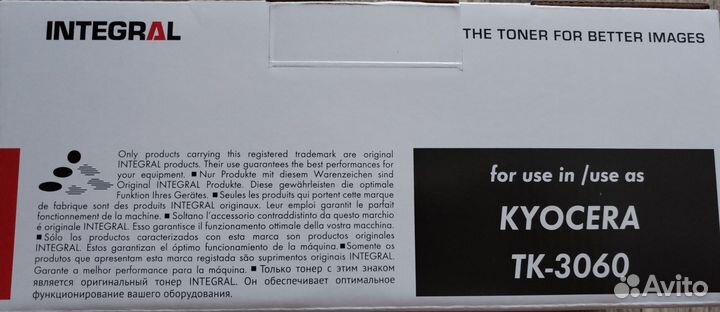 INTEGRAL
THE TONER FOR BETTER IMAGES
Only products carrying this registered trademark are original
INTEGRAL products. Their use guarantees the best performances for
your equipment. ■ Nur Produkte mit diesem Warenzeichen sind
Original INTEGRAL Produkte. Diese gewährleisten die optimale
Funktion Ihres Gerätes. ■ Seules les produits qui portent cette marque
de fabrique sont des produits INTEGRAL originaux. Leur emploi garantit le parfait
fonctionnement de la machine. ■ Soltano l'accessorio contraddistinto da questo marchio
é originale INTEGRAL. Esso garantisce il funzionamento ottimale della vostra macchina.
■ Sólo los productos caracterizados con esta marca son productos originales
INTEGRAL. Estos garantizan el óptimo funcionamiento de la máquina. ■ Somente os
produtos que apresentam esta marca registada são suprimentos originais INTEGRAL.
Garante a melhor performance para la máquina. ■ Только тонер с этим знаком
является оригинальный тонер INTEGRAL. Он обеспечивает оптимальное
функционирование вашего оборудования.
for use in /use as
KYOCERA
TK-3060
Avito